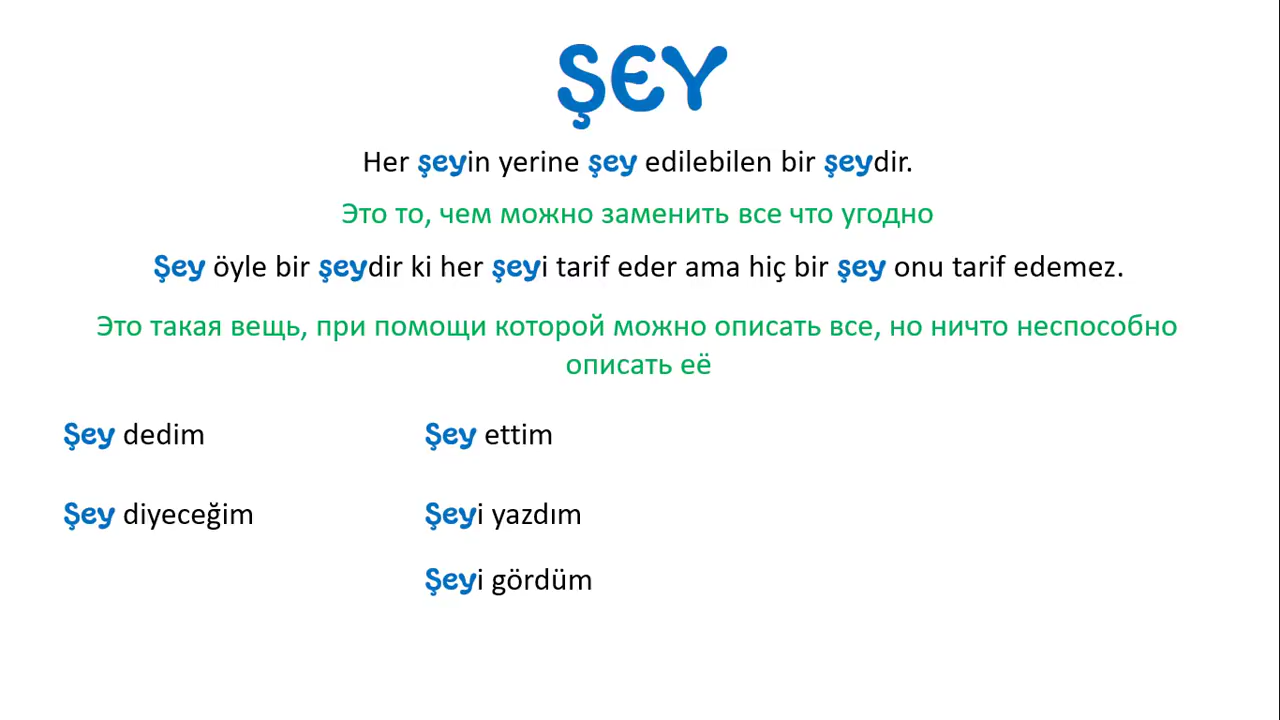 ŞEY
Her şeyin yerine şey edilebilen bir şeydir.
Это то, чем можно заменить все что угодно
Şey öyle bir şeydir ki her şeyi tarif eder ama hiç bir şey onu tarif edemez.
Это такая вещь, при помощи которой можно описать все, но ничто неспособно
описать её
Şey dedim
Şey ettim
Şey diyeceğim
Şeyi yazdım
Şeyi gördüm